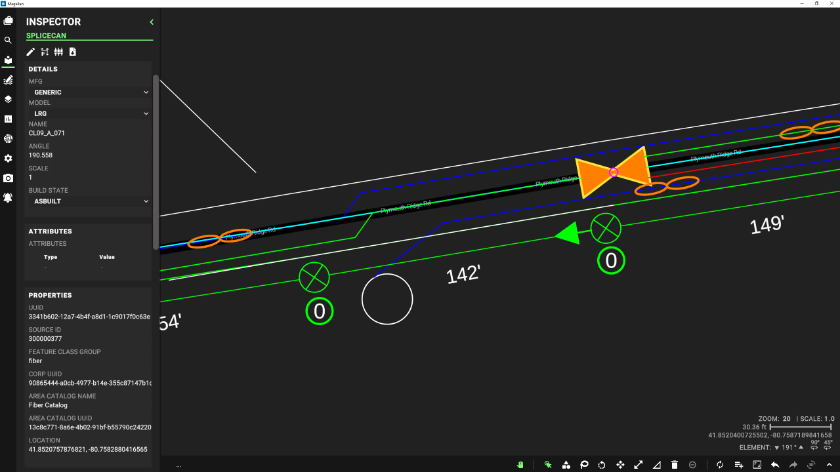 Magellan
INSPECTOR
SPLICECAN
DETAILS
MFG
GENERIC
MODEL
LRG
NAME
CL09_A_071
ANGLE
190.558
SCALE
1
BUILD STATE
ASBUILT
ATTRIBUTES
ATTRIBUTES
Type
Value
PROPERTIES
UUID
3341b602-12a7-4b4f-a8d1-1c9017f0c63e
SOURCE ID
300000377
FEATURE CLASS GROUP
fiber
CORP UUID
90865444-a0cb-4977-b14e-355c87147b1c
AREA CATALOG NAME
Fiber Catalog
AREA CATALOG UUID
13c8c771-8a6e-4b02-91bf-b55790c24220
LOCATION
41.8520757876821, -80.7582880416565
Plymouth Ridge Rd
Plymouth Ridge Rd
Plymouth Ridge
Plymouth Ridge Rd
54'
142'
149'
0
0
ZOOM: 20 | SCALE: 1.0
30.36 ft
41.8520400725502, -80.7587189841658
ELEMENT: 191°
90°
45°
...